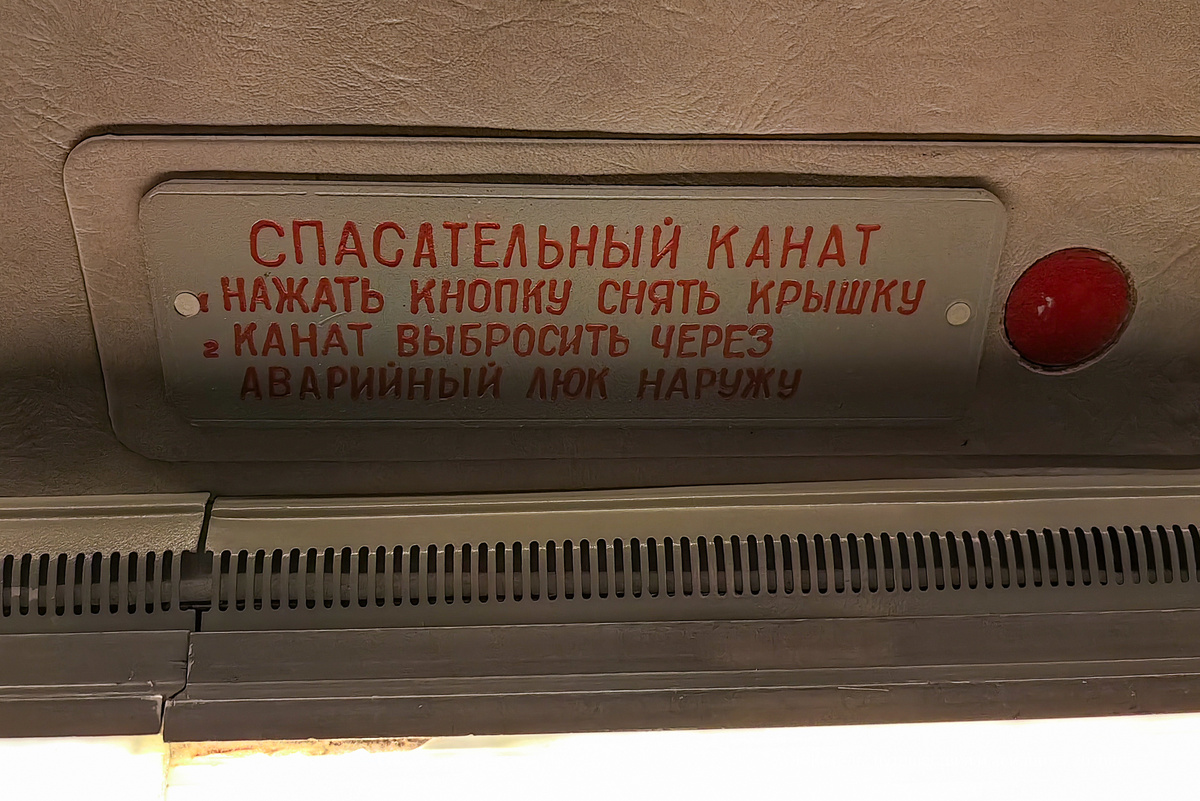 СПАСАТЕЛЬНЫЙ КАНАТ
1 НАЖАТЬ КНОПКУ СНЯТЬ КРЫШКУ
2 КАНАТ ВЫБРОСИТЬ ЧЕРЕЗ
АВАРИЙНЫЙ ЛЮК НАРУЖУ